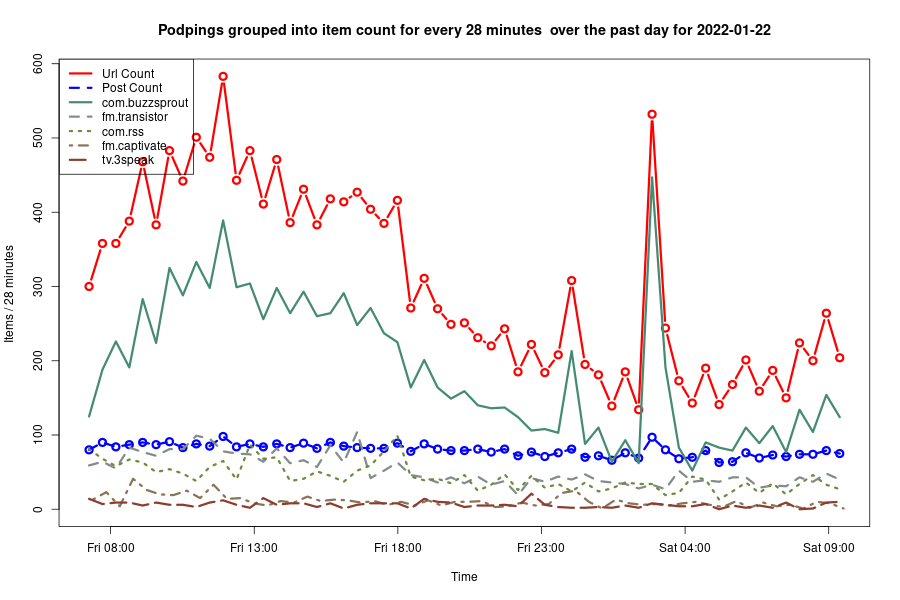 Podpings grouped into item count for every 28 minutes  over the past day for 2022-01-22
Url Count
Post Count
com.buzzsprout
fm.transistor
com.rss
fm.captivate
tv.3speak
Items / 28 minutes
600
500
400
300
200
100
0
Fri 08:00
Fri 13:00
Fri 18:00
Fri 23:00
Sat 04:00
Sat 09:00
Time